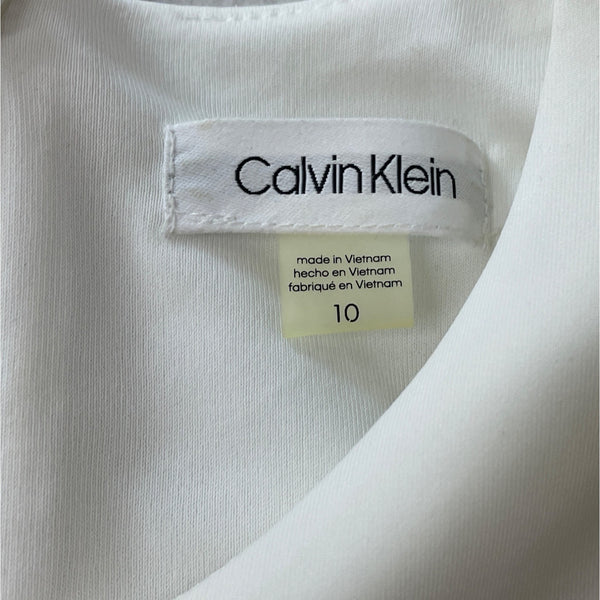 Calvin Klein
made in Vietnam
hecho en Vietnam
fabriqué en Vietnam
10